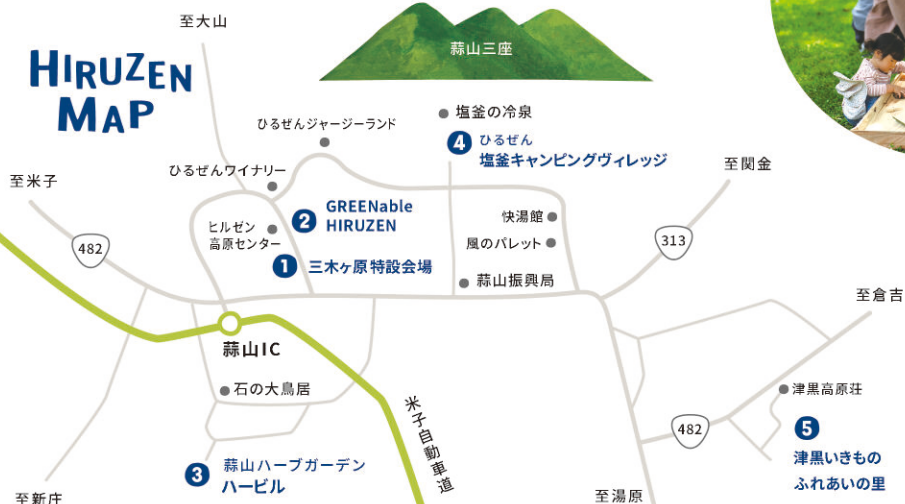 至大山
HIRUZEN
MAP
蒜山三座
塩釜の冷泉
ひるぜんジャージーランド
4
ひるぜん
塩釜キャンピングヴィレッジ
ひるぜんワイナリー
至関金
至米子
2
GREENable
HIRUZEN
快湯館
ヒルゼン
高原センター
風のパレット
482
313
1
三木ヶ原特設会場
蒜山振興局
至倉吉
蒜山IC
石の大鳥居
津黒高原荘
米子自動車道
482
5
津黒いきもの
ふれあいの里
3
蒜山ハーブガーデン
ハービル
至新庄
至湯原